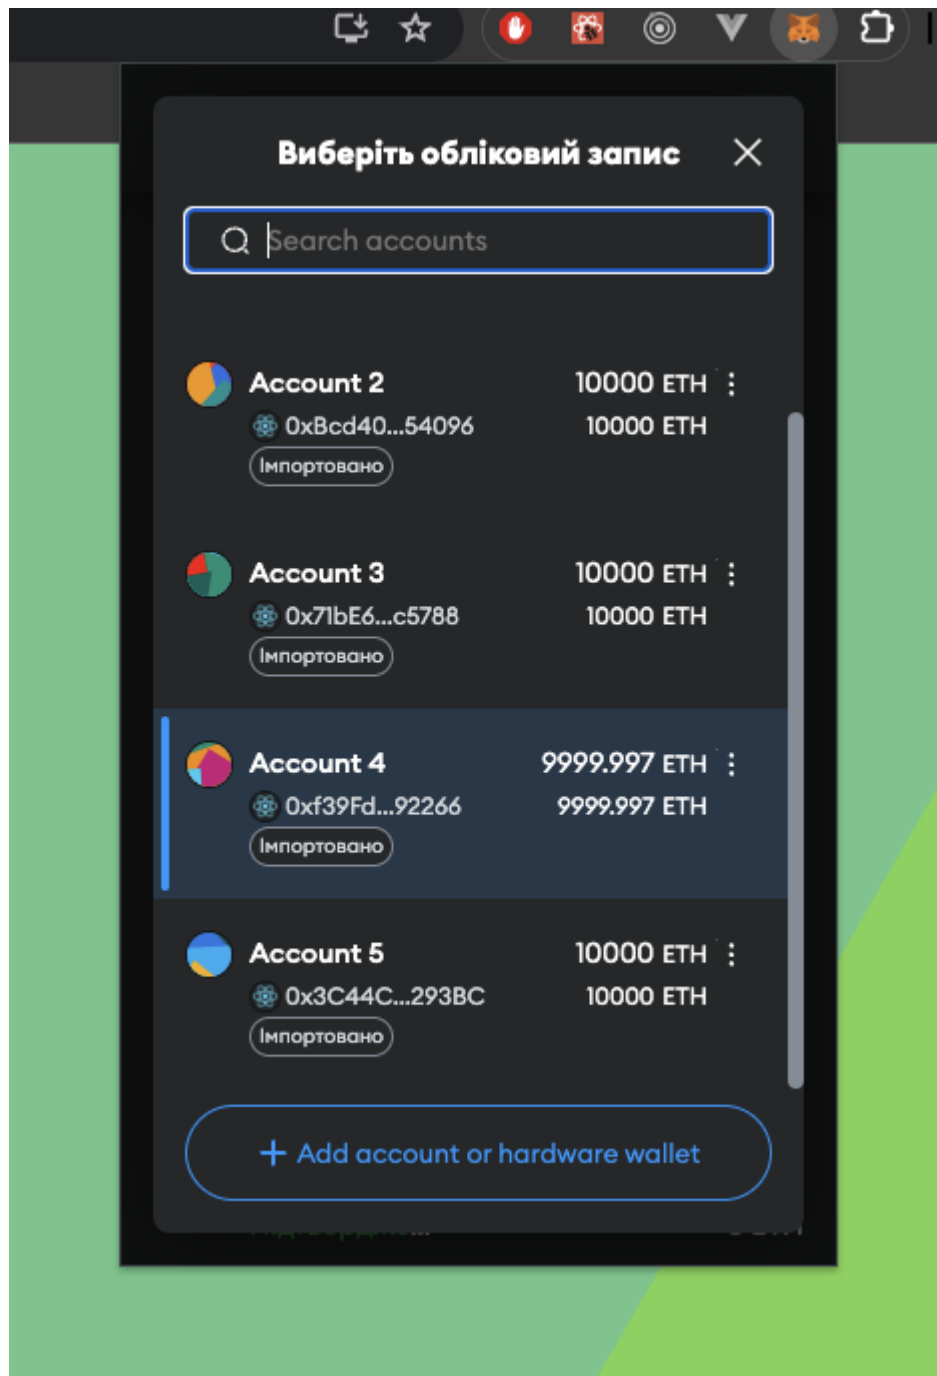 Виберіть обліковий запис
Search accounts
Account 2 10000 ETH
0xBcd40...54096 10000 ETH
Імпортовано
Account 3 10000 ETH
0x71bE6...c5788 10000 ETH
Імпортовано
Account 4 9999.997 ETH
0xf39Fd...92266 9999.997 ETH
Імпортовано
Account 5 10000 ETH
0x3C44C...293BC 10000 ETH
Імпортовано
+ Add account or hardware wallet